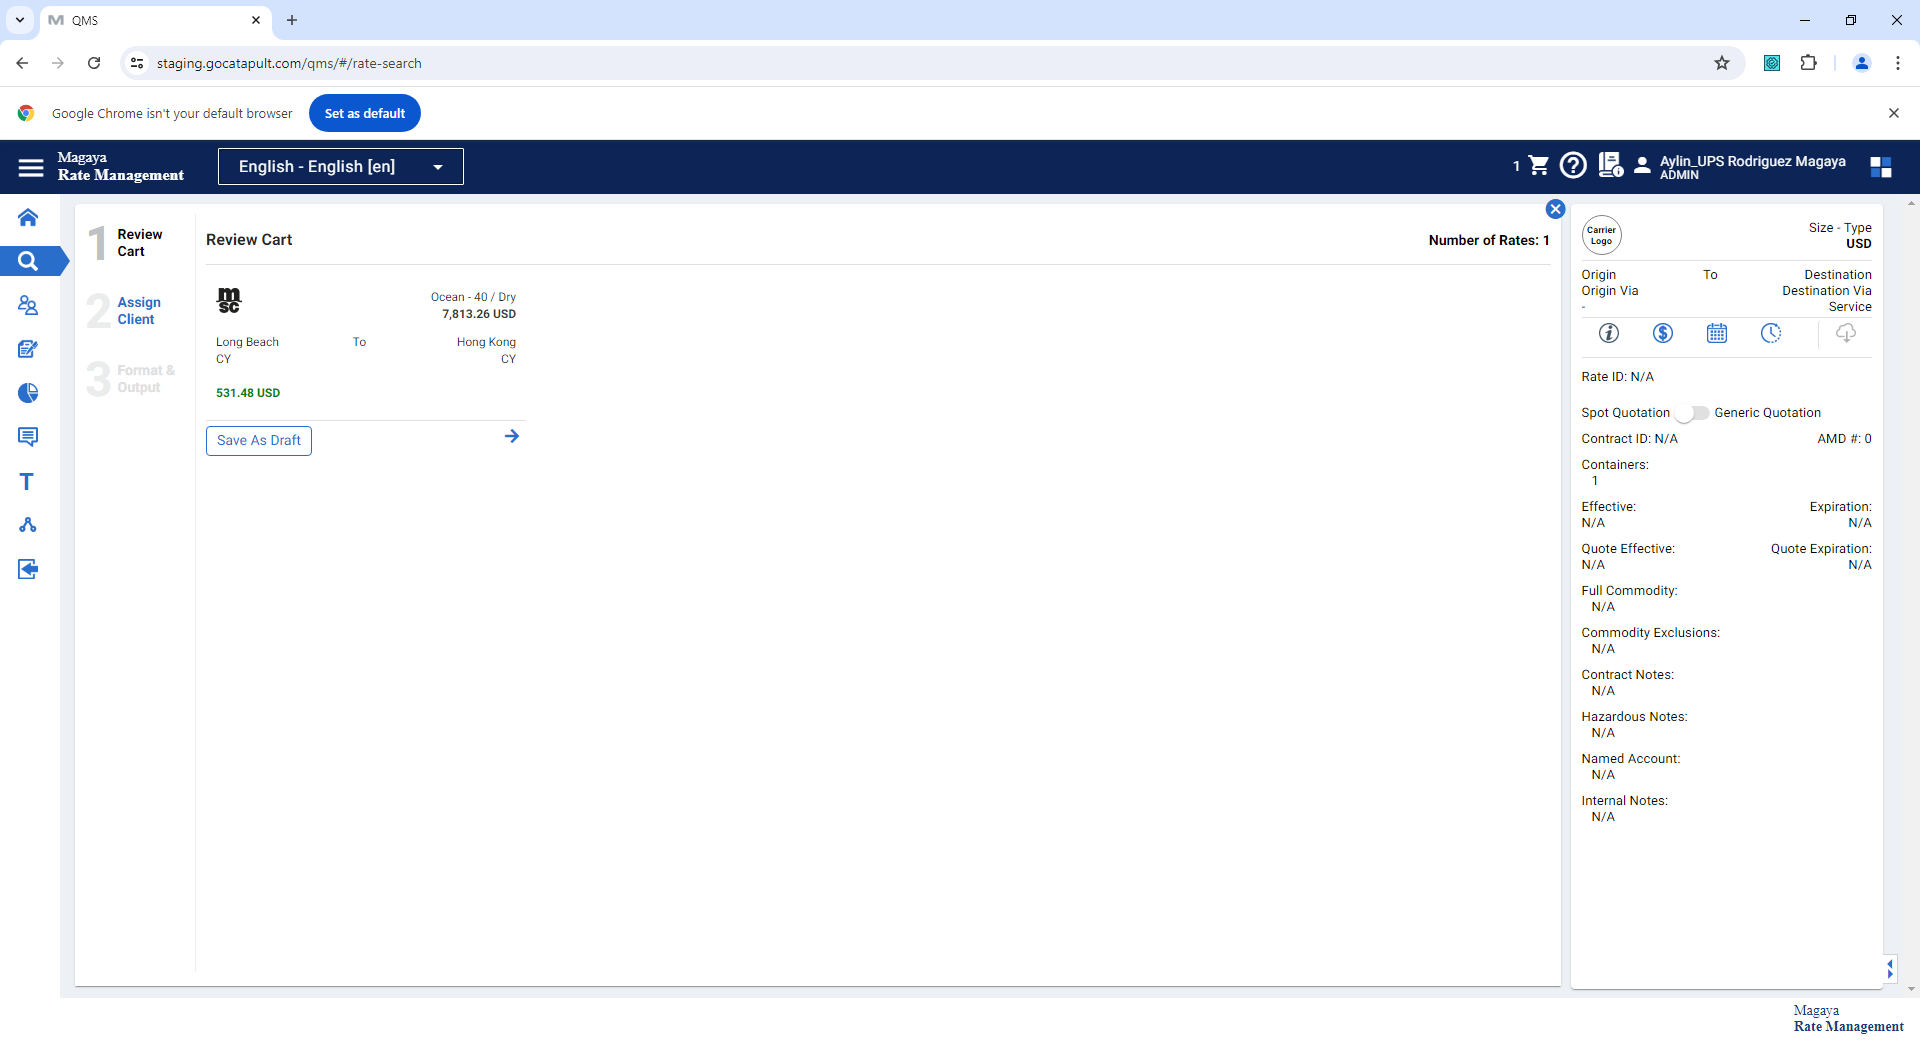 QMS
staging.gocatapult.com/qms/#/rate-search
Google Chrome isn't your default browser
Set as default
Magaya
Rate Management
English - English [en]
1
Aylin_UPS Rodriguez Magaya
ADMIN
1
Review
Cart
2
Assign
Client
3
Format &
Output
Review Cart
Number of Rates: 1
msc
Ocean - 40 / Dry
7,813.26 USD
Long Beach To Hong Kong
CY CY
531.48 USD
Save As Draft
Carrier
Logo
Size - Type
USD
Origin To Destination
Origin Via Destination Via
- Service
Rate ID: N/A
Spot Quotation Generic Quotation
Contract ID: N/A AMD #: 0
Containers:
1
Effective: Expiration:
N/A N/A
Quote Effective: Quote Expiration:
N/A N/A
Full Commodity:
N/A
Commodity Exclusions:
N/A
Contract Notes:
N/A
Hazardous Notes:
N/A
Named Account:
N/A
Internal Notes:
N/A
Magaya
Rate Management